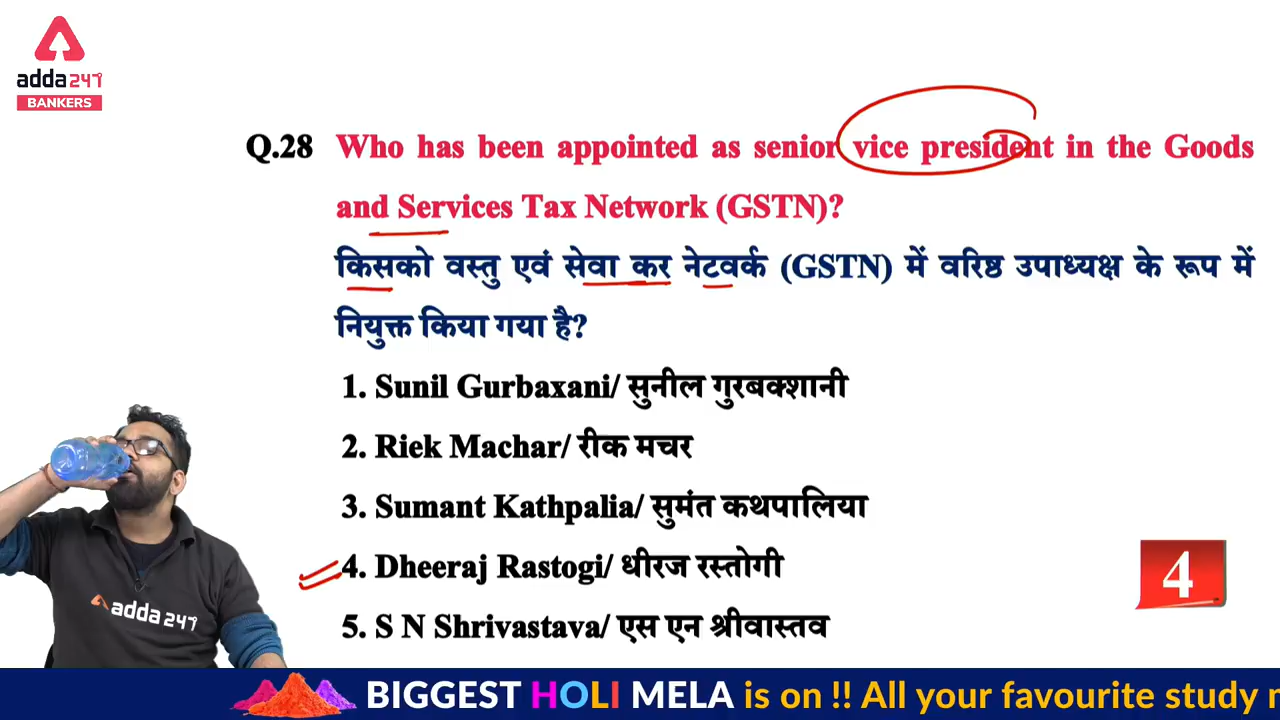 adda247
BANKERS
Q.28 Who has been appointed as senior vice president in the Goods
and Services Tax Network (GSTN)?
किसको वस्तु एवं सेवा कर नेटवर्क (GSTN) में वरिष्ठ उपाध्यक्ष के रूप में
नियुक्त किया गया है?
1. Sunil Gurbaxani/ सुनील गुरबक्शानी
2. Riek Machar/ रीक मचर
3. Sumant Kathpalia/ सुमंत कथपालिया
4. Dheeraj Rastogi/ धीरज रस्तोगी
5. S N Shrivastava/ एस एन श्रीवास्तव
4
adda247
BIGGEST HOLI MELA is on !! All your favourite study